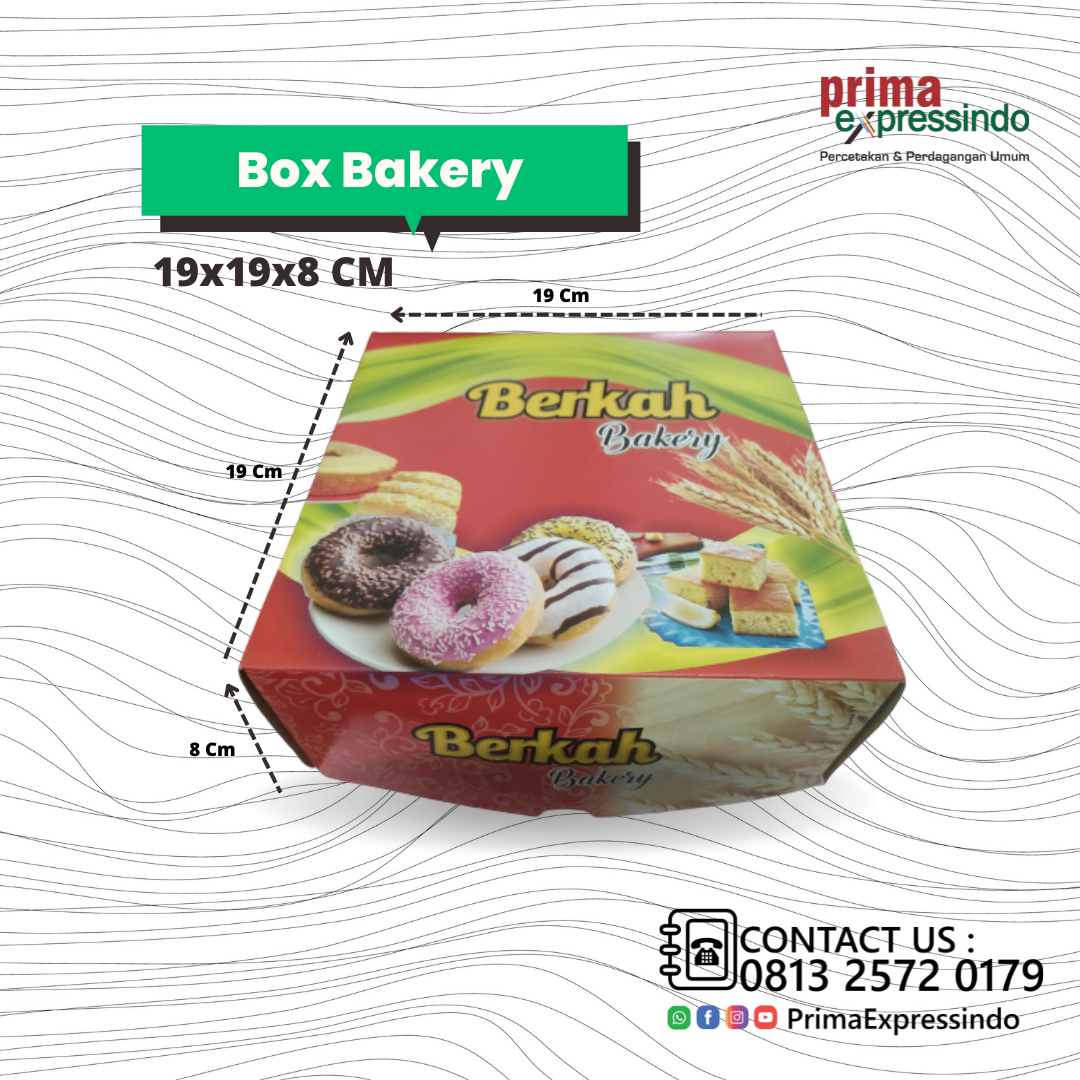 prima
expressindo
Percetakan & Perdagangan Umum
Box Bakery
19x19x8 CM
19 Cm
19 Cm
8 Cm
Berkah
Bakery
Berkah
Bakery
CONTACT US :
0813 2572 0179
PrimaExpressindo